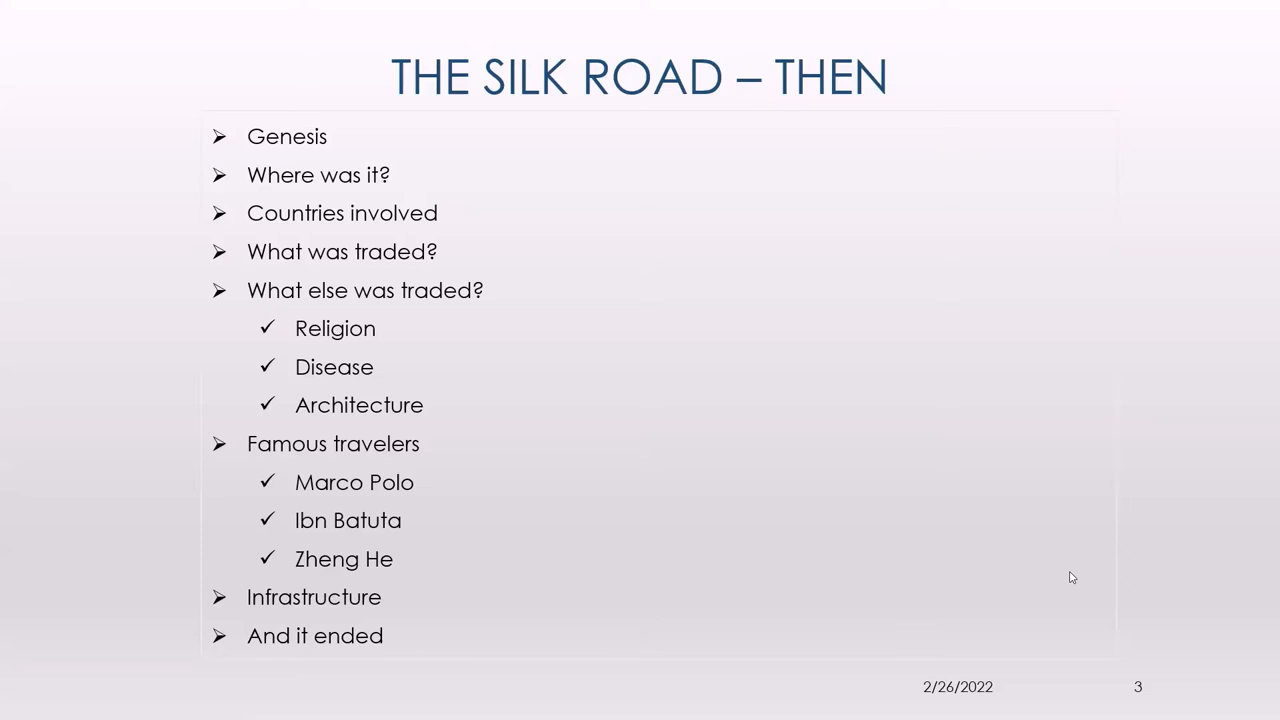 THE SILK ROAD – THEN
Genesis
Where was it?
Countries involved
What was traded?
What else was traded?
Religion
Disease
Architecture
Famous travelers
Marco Polo
Ibn Batuta
Zheng He
Infrastructure
And it ended
2/26/2022
3